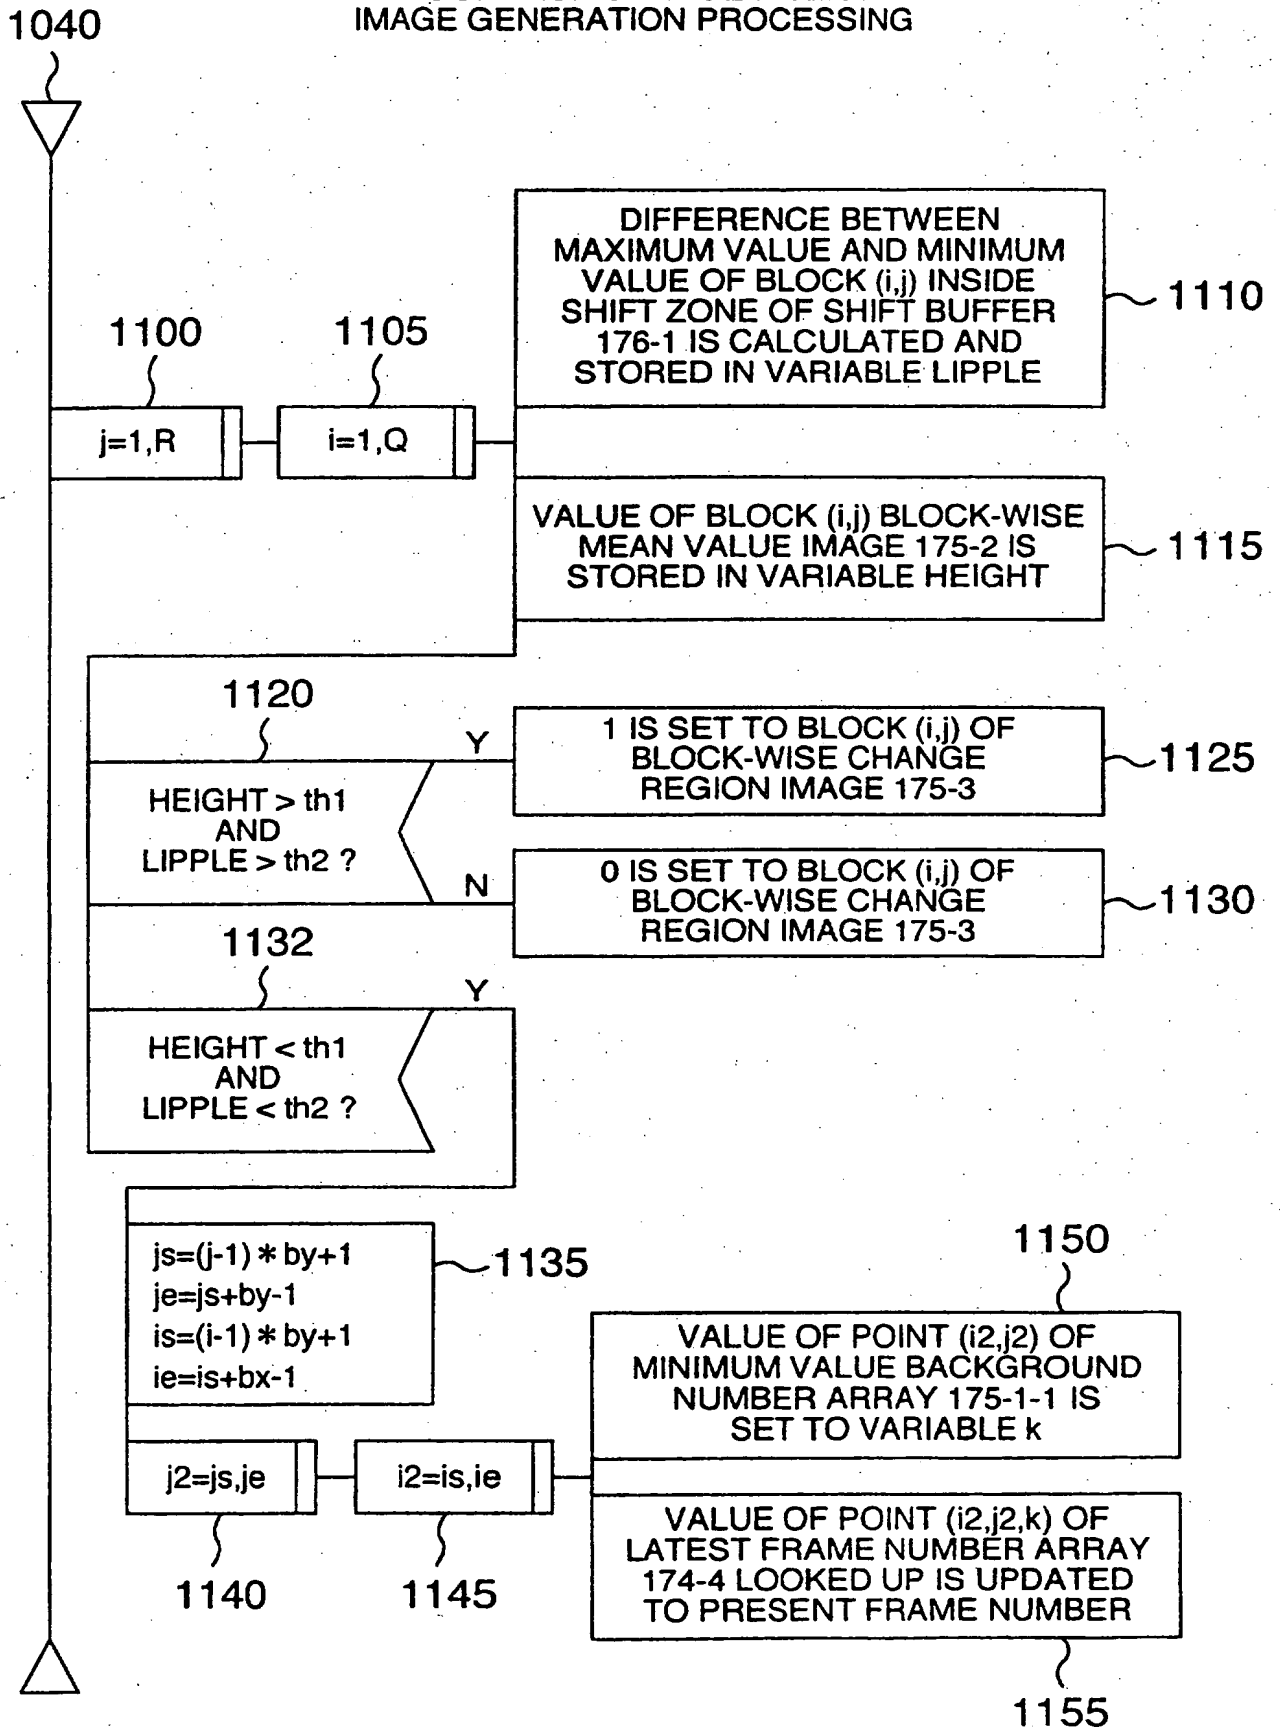 IMAGE GENERATION PROCESSING
1040
DIFFERENCE BETWEEN
MAXIMUM VALUE AND MINIMUM
VALUE OF BLOCK (i,j) INSIDE
SHIFT ZONE OF SHIFT BUFFER
176-1 IS CALCULATED AND
STORED IN VARIABLE LIPPLE
1110
1100
1105
j=1,R
i=1,Q
VALUE OF BLOCK (i,j) BLOCK-WISE
MEAN VALUE IMAGE 175-2 IS
STORED IN VARIABLE HEIGHT
1115
1120
Y
HEIGHT > th1
AND
LIPPLE > th2 ?
N
1 IS SET TO BLOCK (i,j) OF
BLOCK-WISE CHANGE
REGION IMAGE 175-3
1125
0 IS SET TO BLOCK (i,j) OF
BLOCK-WISE CHANGE
REGION IMAGE 175-3
1130
1132
Y
HEIGHT < th1
AND
LIPPLE < th2 ?
js=(j-1) * by+1
je=js+by-1
is=(i-1) * by+1
ie=is+bx-1
1135
1150
VALUE OF POINT (i2,j2) OF
MINIMUM VALUE BACKGROUND
NUMBER ARRAY 175-1-1 IS
SET TO VARIABLE k
j2=js,je
i2=is,ie
1140
1145
VALUE OF POINT (i2,j2,k) OF
LATEST FRAME NUMBER ARRAY
174-4 LOOKED UP IS UPDATED
TO PRESENT FRAME NUMBER
1155